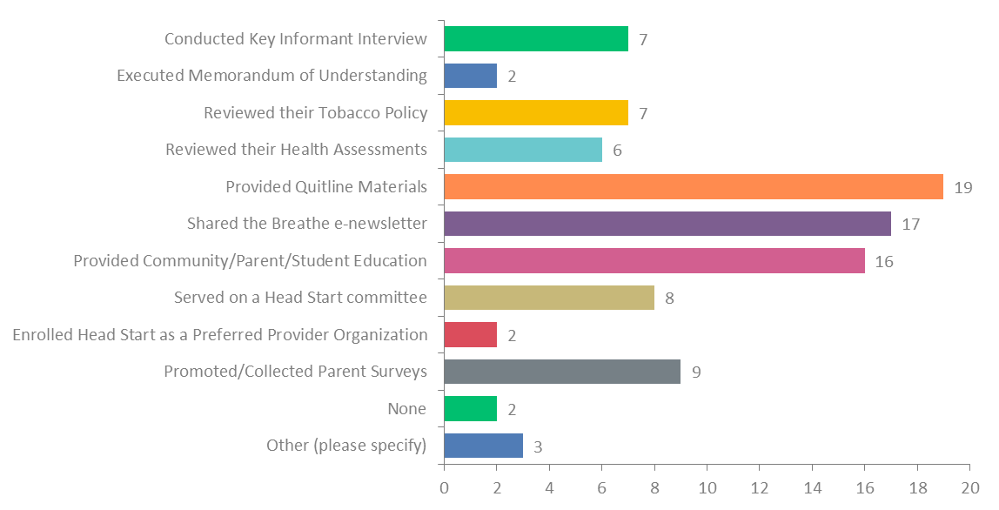 Conducted Key Informant Interview 7
Executed Memorandum of Understanding 2
Reviewed their Tobacco Policy 7
Reviewed their Health Assessments 6
Provided Quitline Materials 19
Shared the Breathe e-newsletter 17
Provided Community/Parent/Student Education 16
Served on a Head Start committee 8
Enrolled Head Start as a Preferred Provider Organization 2
Promoted/Collected Parent Surveys 9
None 2
Other (please specify) 3
0 2 4 6 8 10 12 14 16 18 20